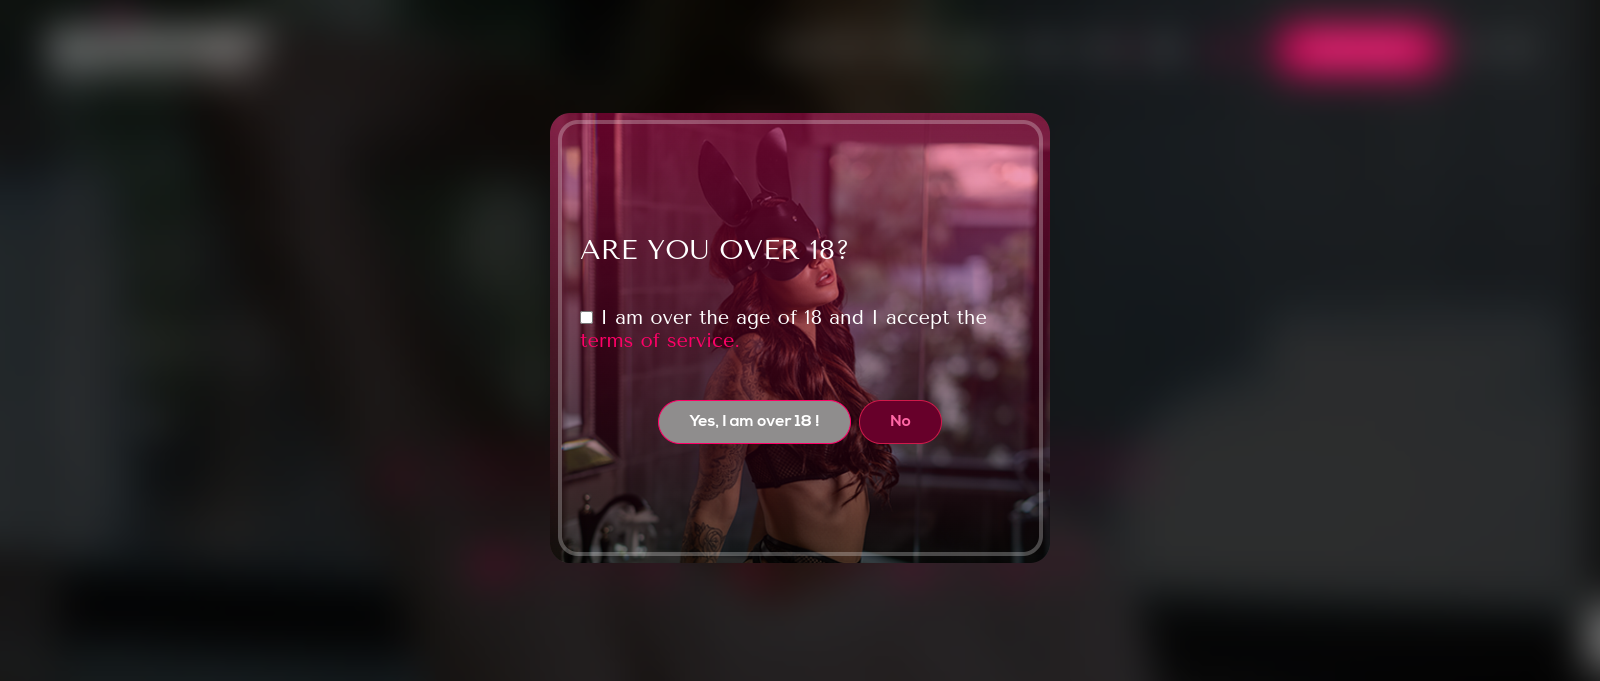 ARE YOU OVER 18?
I am over the age of 18 and I accept the
terms of service.
Yes, I am over 18 !
No